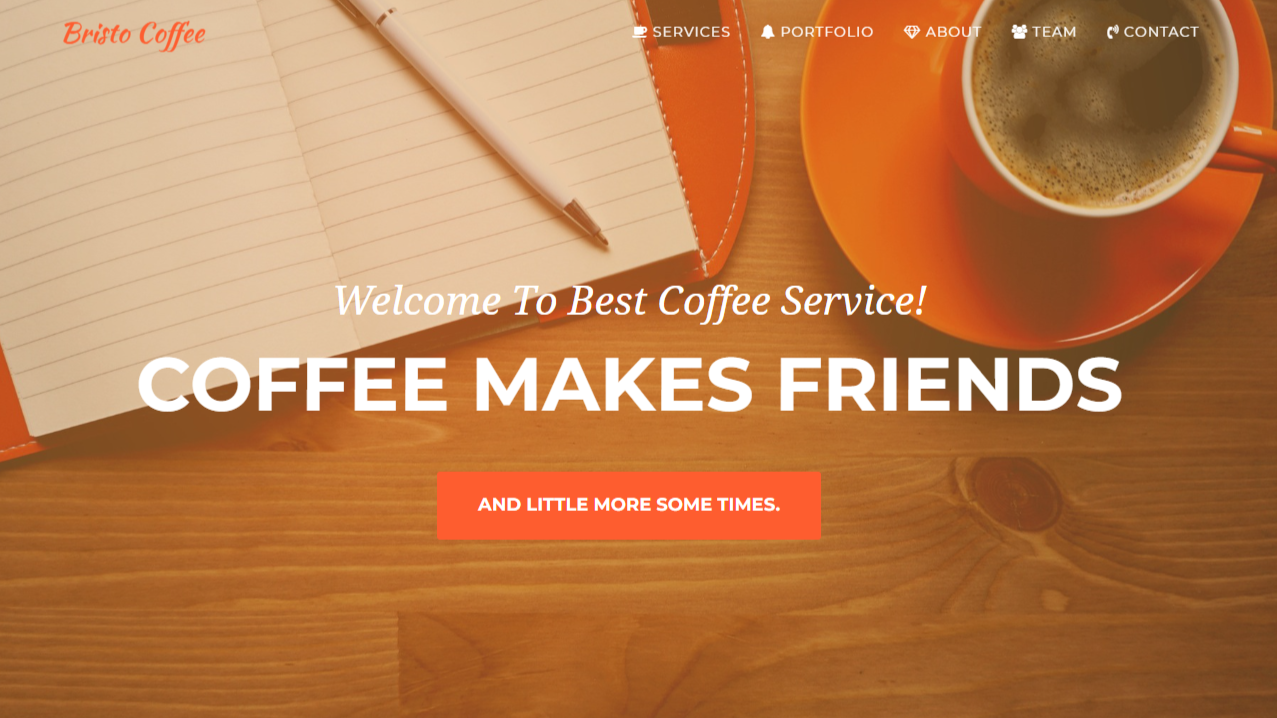 Bristo Coffee
SERVICES
PORTFOLIO
ABOUT
TEAM
CONTACT
Welcome To Best Coffee Service!
COFFEE MAKES FRIENDS
AND LITTLE MORE SOME TIMES.